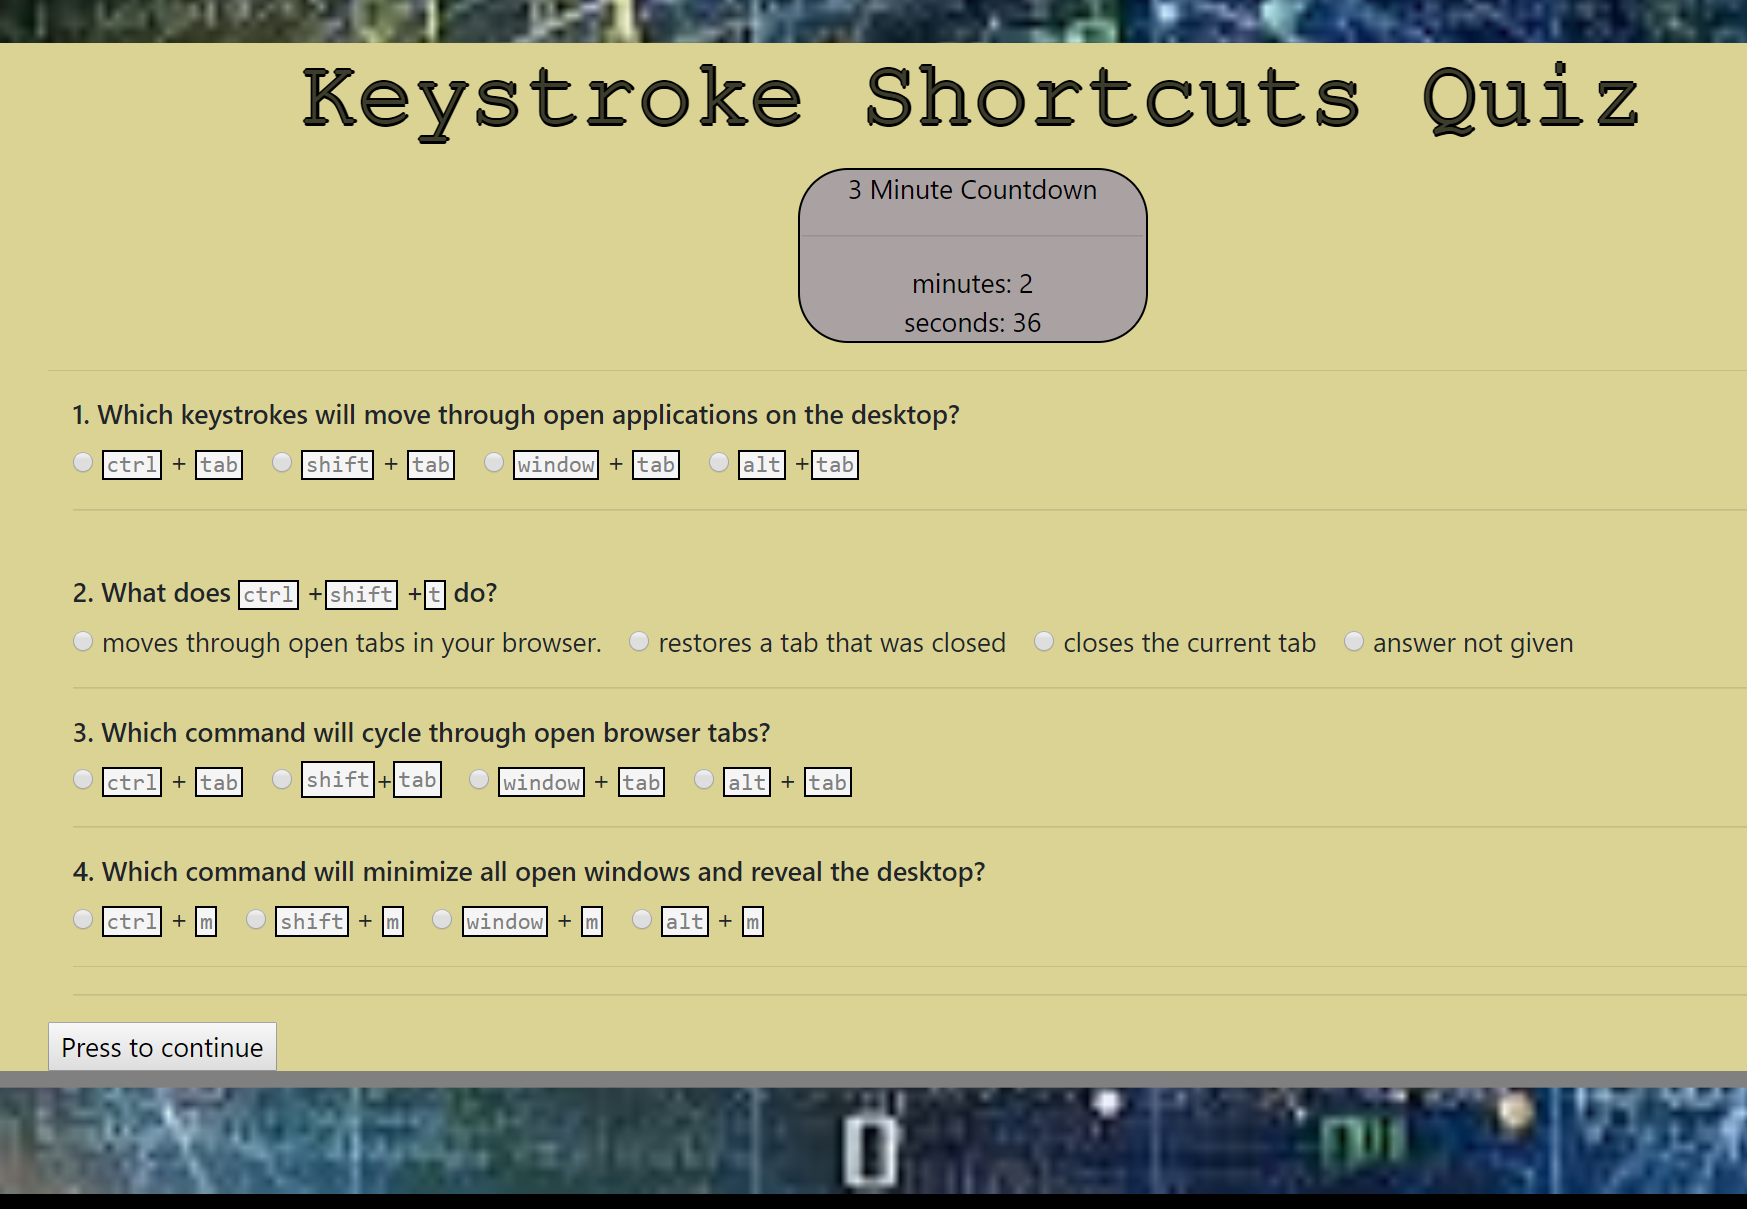 Keystroke Shortcuts Quiz
3 Minute Countdown
minutes: 2
seconds: 36
1. Which keystrokes will move through open applications on the desktop?
ctrl + tab shift + tab window + tab alt +tab
2. What does ctrl +shift +t do?
moves through open tabs in your browser. restores a tab that was closed closes the current tab answer not given
3. Which command will cycle through open browser tabs?
ctrl + tab shift+tab window + tab alt + tab
4. Which command will minimize all open windows and reveal the desktop?
ctrl + m shift + m window + m alt + m
Press to continue